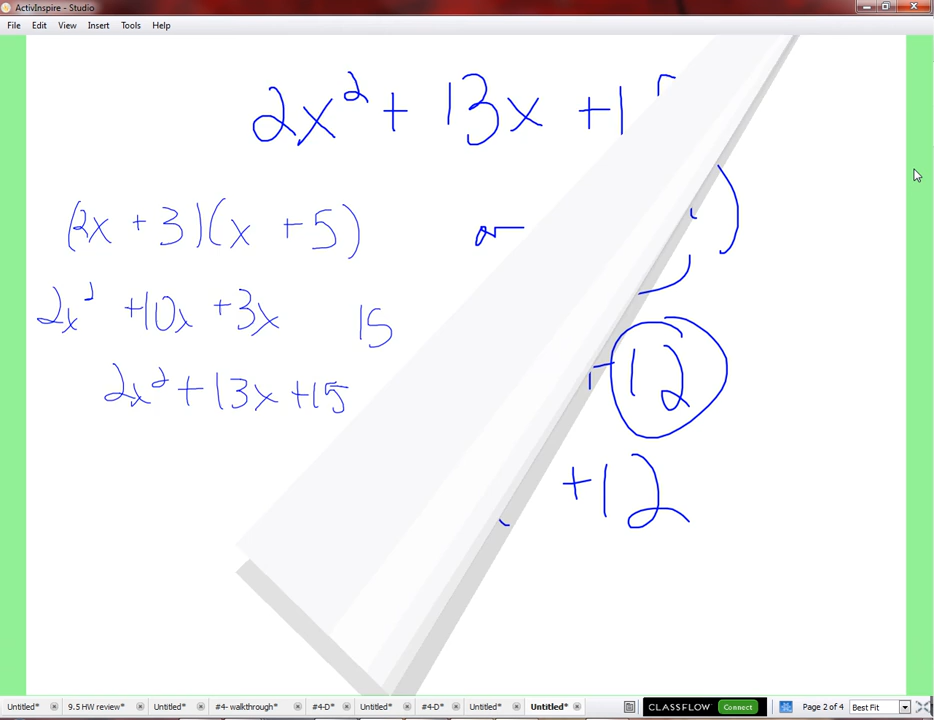 ActivInspire - Studio
File Edit View Insert Tools Help
2x² + 13x + 1
(2x + 3)(x + 5)
or
2x² +10x +3x 15
12
2x² + 13x + 15
+12
Untitled* 9.5 HW review* Untitled* #4- walkthrough* #4-D* Untitled* #4-D* Untitled* Untitled* CLASSFLOW Connect Page 2 of 4 Best Fit